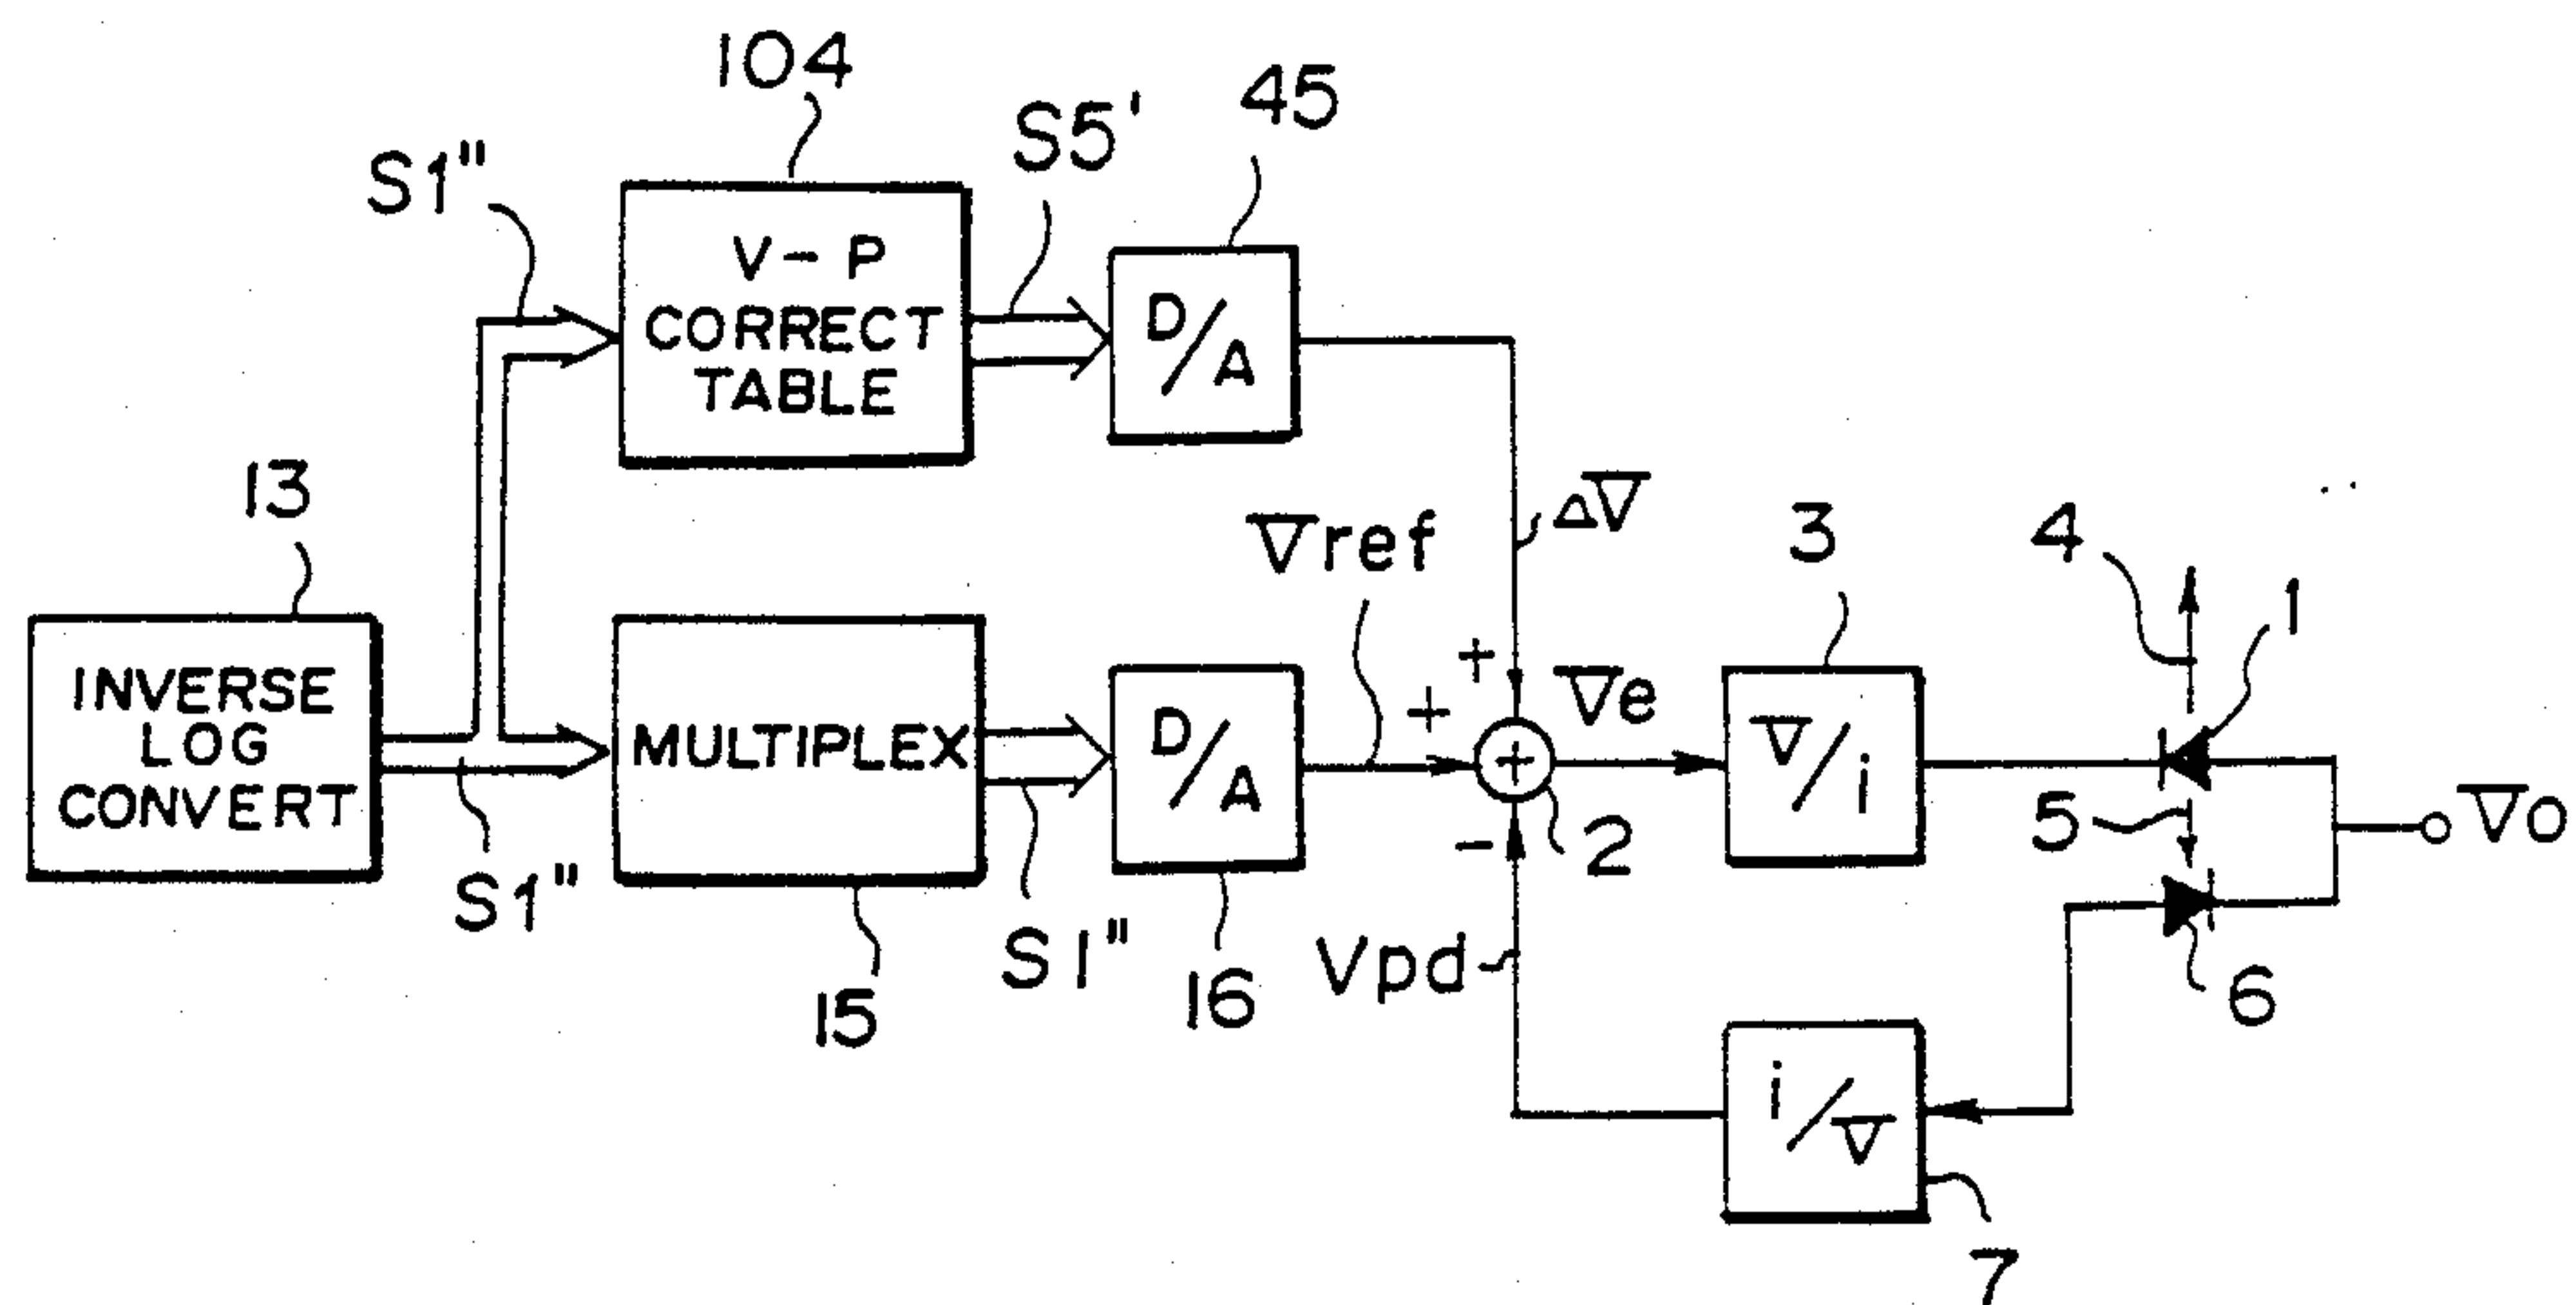 104
S1"
S5'
45
V-P
CORRECT
TABLE
D/A
13
ΔV
Vref
3
4
1
INVERSE
LOG
CONVERT
MULTIPLEX
D/A
+
+
+
Ve
V/i
5
Vo
S1"
15
S1"
16
-
2
Vpd
6
i/V
7